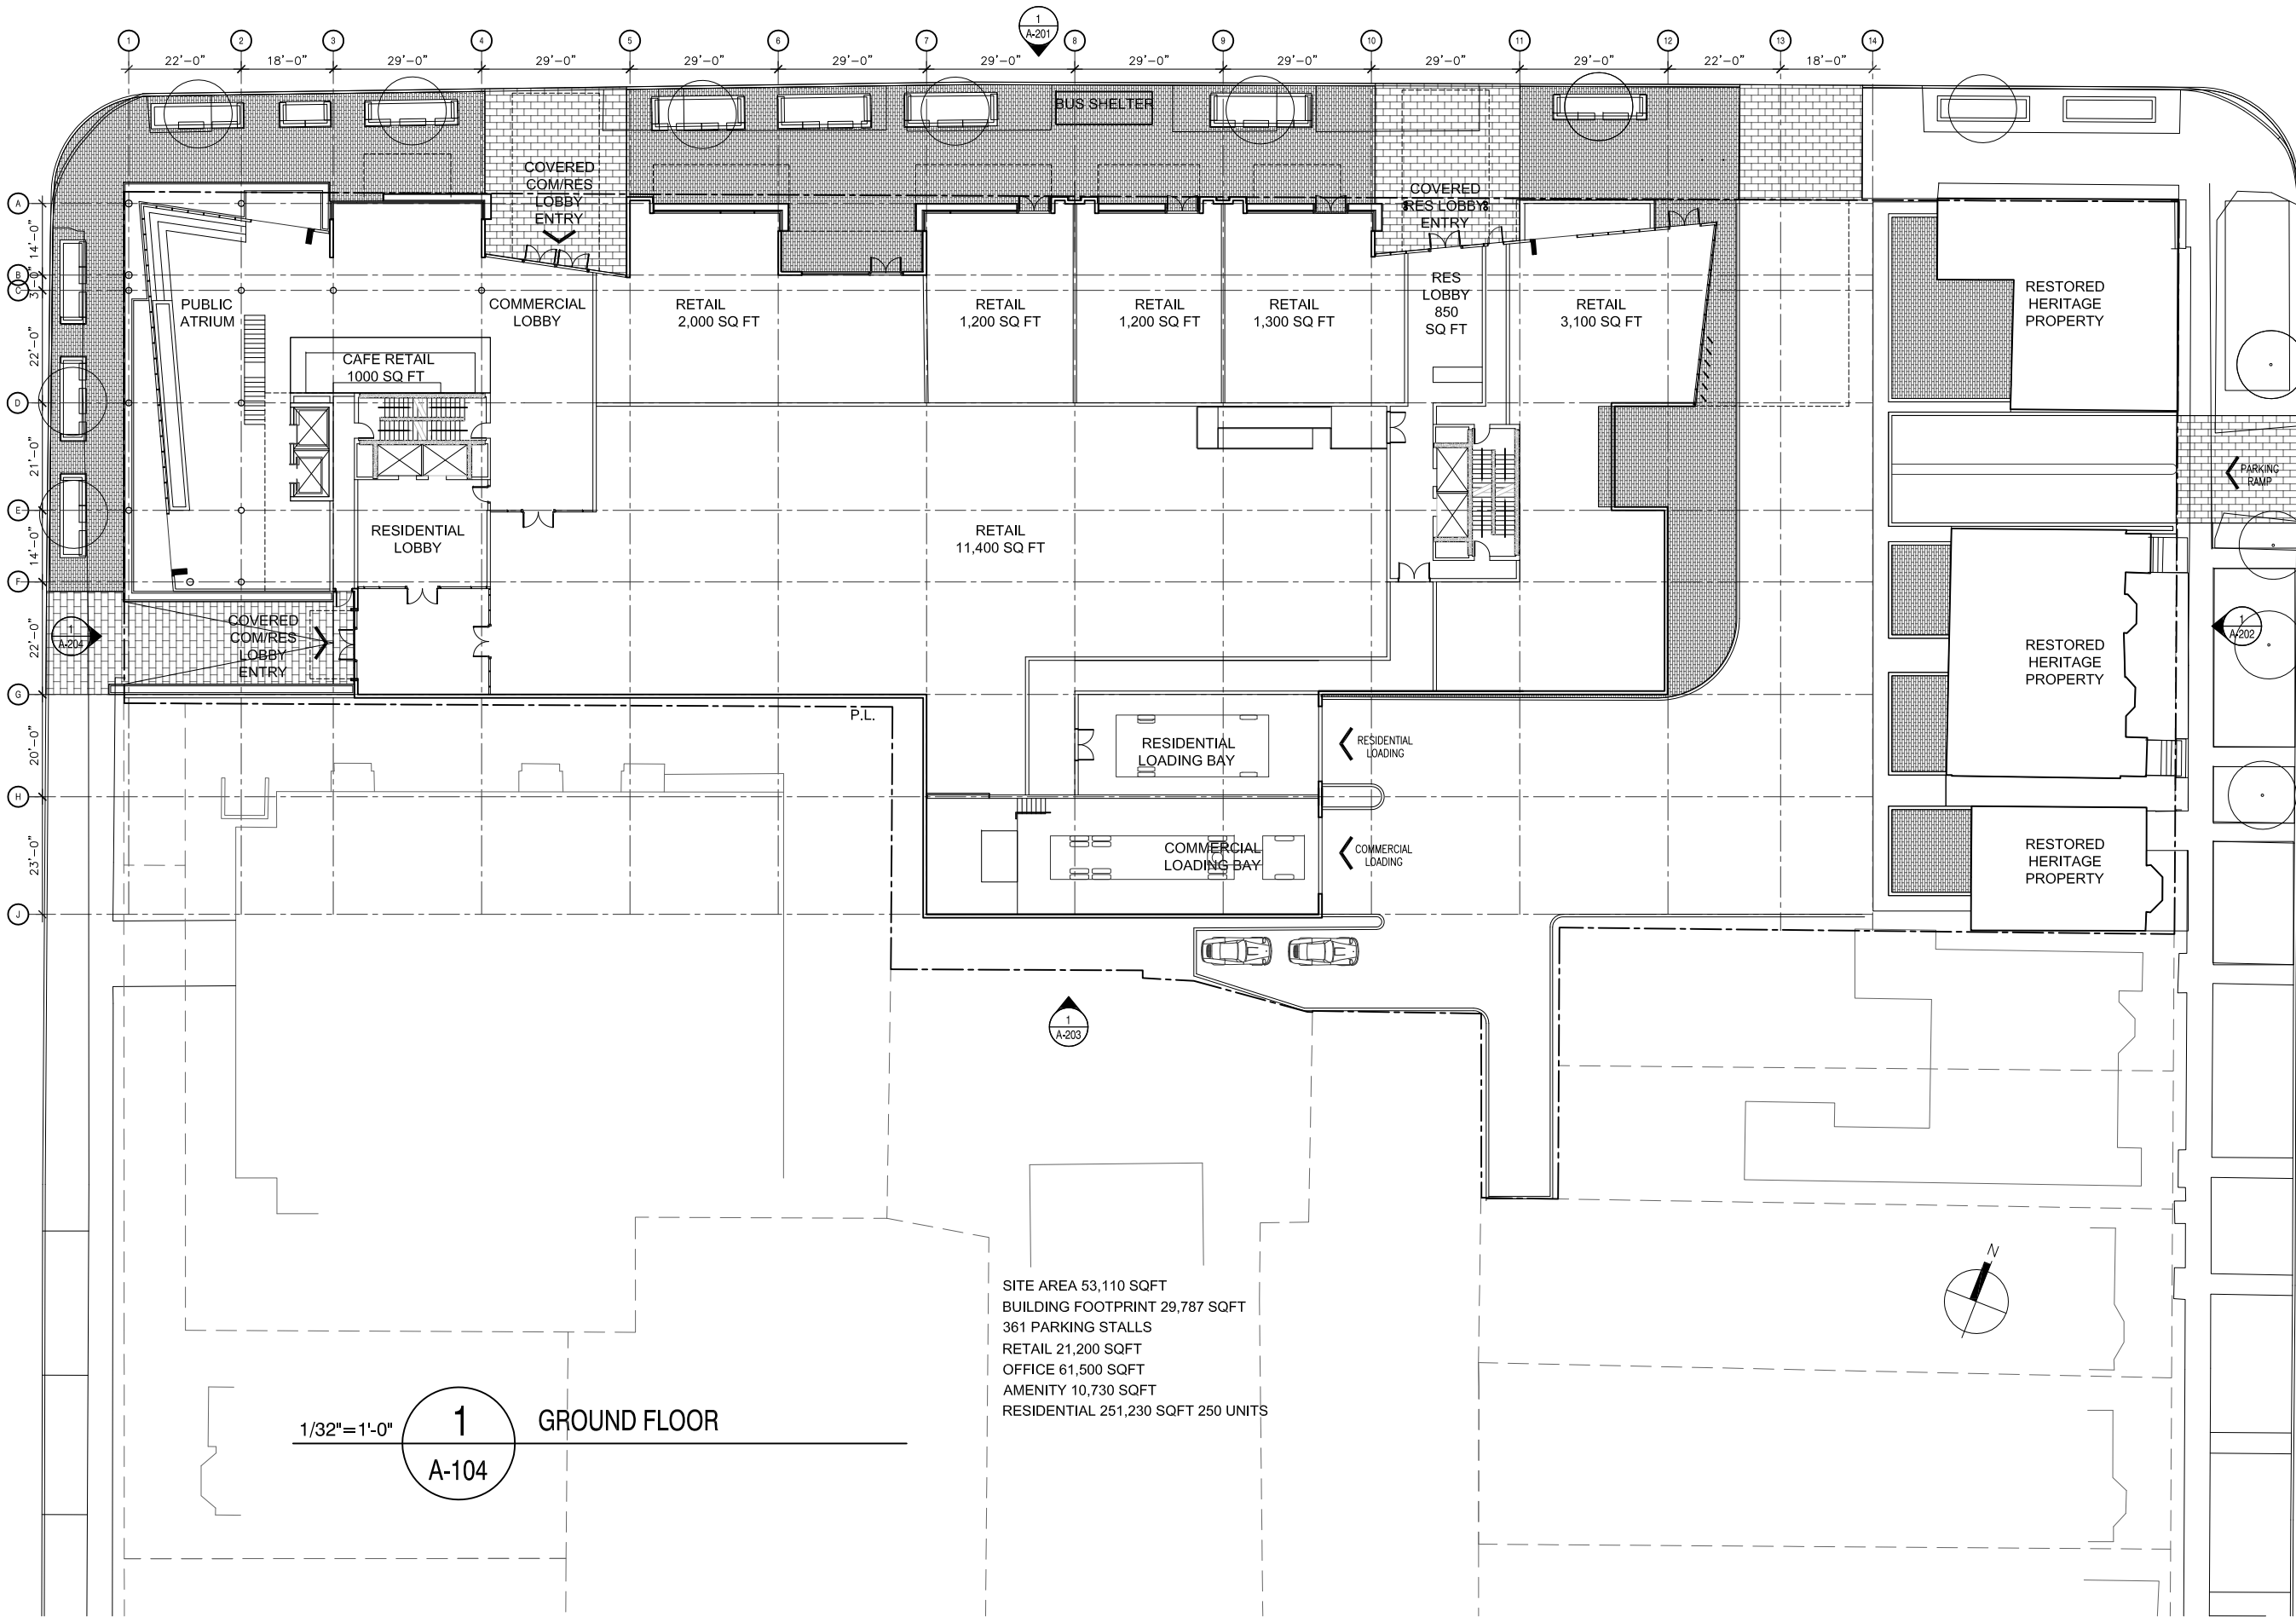 1
A-201
1
2
3
4
5
6
7
8
9
10
11
12
13
14
22'-0"
18'-0"
29'-0"
29'-0"
29'-0"
29'-0"
29'-0"
29'-0"
29'-0"
29'-0"
29'-0"
22'-0"
18'-0"
BUS SHELTER
COVERED
COM/RES
LOBBY
ENTRY
COVERED
RES LOBBY
ENTRY
A
B
C
D
E
F
G
H
J
14'-0"
3'-0"
22'-0"
21'-0"
14'-0"
22'-0"
20'-0"
23'-0"
PUBLIC
ATRIUM
COMMERCIAL
LOBBY
RETAIL
2,000 SQ FT
RETAIL
1,200 SQ FT
RETAIL
1,200 SQ FT
RETAIL
1,300 SQ FT
RES
LOBBY
850
SQ FT
RETAIL
3,100 SQ FT
RESTORED
HERITAGE
PROPERTY
CAFE RETAIL
1000 SQ FT
PARKING
RAMP
RESIDENTIAL
LOBBY
RETAIL
11,400 SQ FT
1
A-204
COVERED
COM/RES
LOBBY
ENTRY
RESTORED
HERITAGE
PROPERTY
1
A-202
P.L.
RESIDENTIAL
LOADING BAY
RESIDENTIAL
LOADING
COMMERCIAL
LOADING BAY
COMMERCIAL
LOADING
RESTORED
HERITAGE
PROPERTY
1
A-203
N
SITE AREA 53,110 SQFT
BUILDING FOOTPRINT 29,787 SQFT
361 PARKING STALLS
RETAIL 21,200 SQFT
OFFICE 61,500 SQFT
AMENITY 10,730 SQFT
RESIDENTIAL 251,230 SQFT 250 UNITS
1/32"=1'-0"
1
A-104
GROUND FLOOR